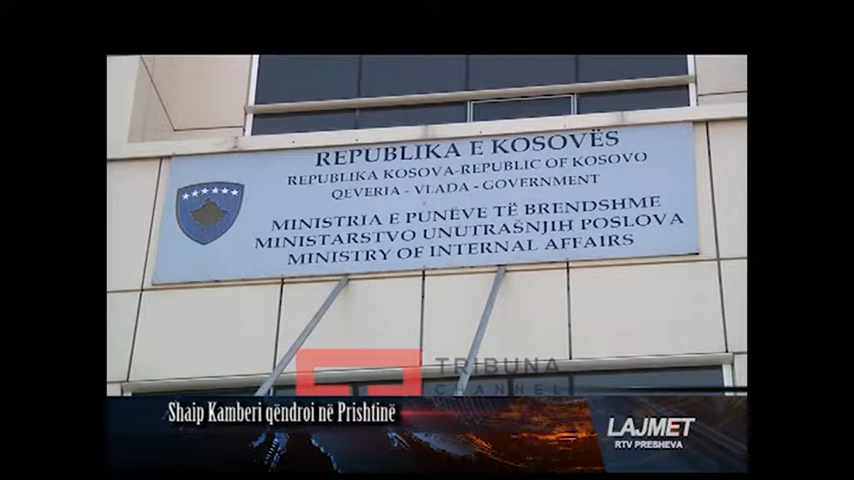 REPUBLIKA E KOSOVËS
REPUBLIKA KOSOVA-REPUBLIC OF KOSOVO
QEVERIA - VLADA - GOVERNMENT
MINISTRIA E PUNËVE TË BRENDSHME
MINISTARSTVO UNUTRAŠNJIH POSLOVA
MINISTRY OF INTERNAL AFFAIRS
TRIBUNA
CHANNEL
Shaip Kamberi qëndroi në Prishtinë
LAJMET
RTV PRESHEVA